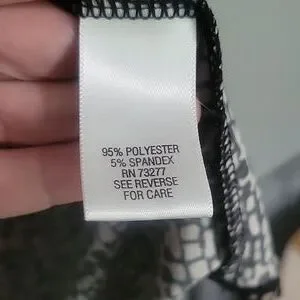 95% POLYESTER
5% SPANDEX
RN 73277
SEE REVERSE
FOR CARE